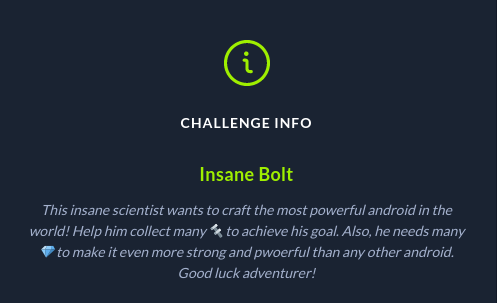 CHALLENGE INFO
Insane Bolt
This insane scientist wants to craft the most powerful android in the
world! Help him collect many 🔩 to achieve his goal. Also, he needs many
💎 to make it even more strong and pwoerful than any other android.
Good luck adventurer!